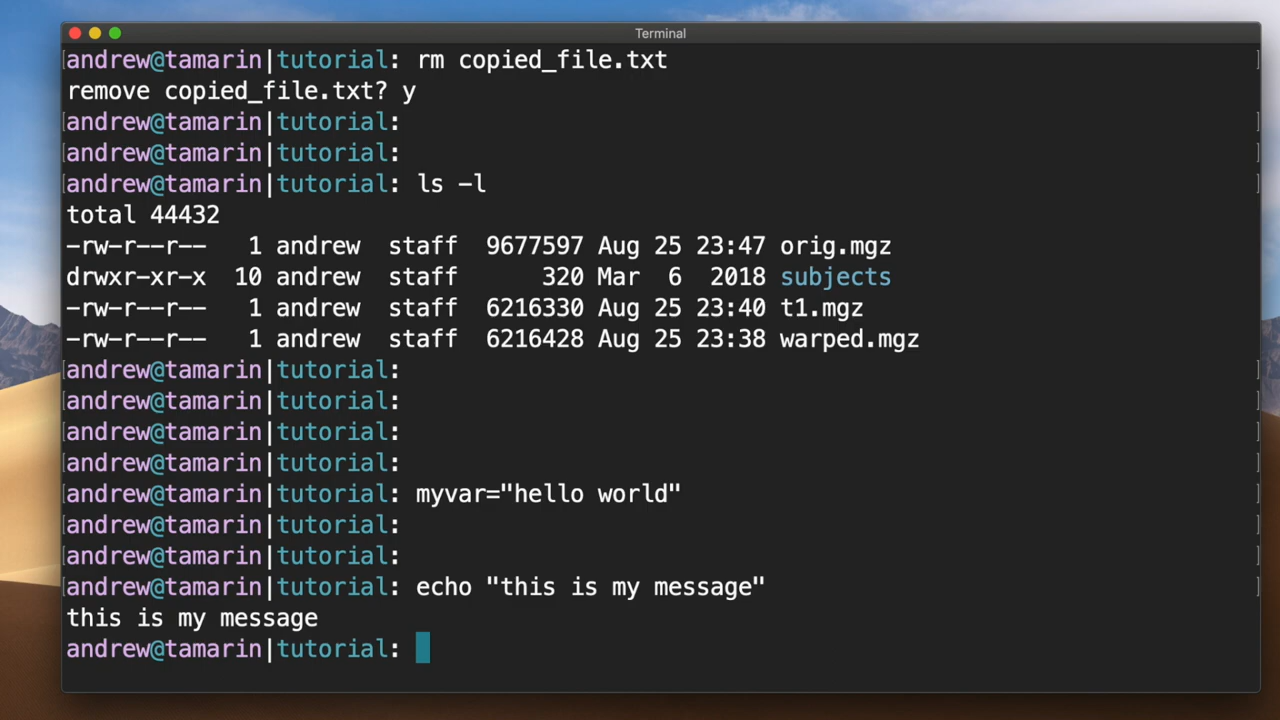 Terminal
andrew@tamarin|tutorial: rm copied_file.txt
remove copied_file.txt? y
andrew@tamarin|tutorial:
andrew@tamarin|tutorial:
andrew@tamarin|tutorial: ls -l
total 44432
-rw-r--r--   1 andrew  staff  9677597 Aug 25 23:47 orig.mgz
drwxr-xr-x  10 andrew  staff      320 Mar  6  2018 subjects
-rw-r--r--   1 andrew  staff  6216330 Aug 25 23:40 t1.mgz
-rw-r--r--   1 andrew  staff  6216428 Aug 25 23:38 warped.mgz
andrew@tamarin|tutorial:
andrew@tamarin|tutorial:
andrew@tamarin|tutorial:
andrew@tamarin|tutorial:
andrew@tamarin|tutorial: myvar="hello world"
andrew@tamarin|tutorial:
andrew@tamarin|tutorial:
andrew@tamarin|tutorial: echo "this is my message"
this is my message
andrew@tamarin|tutorial: